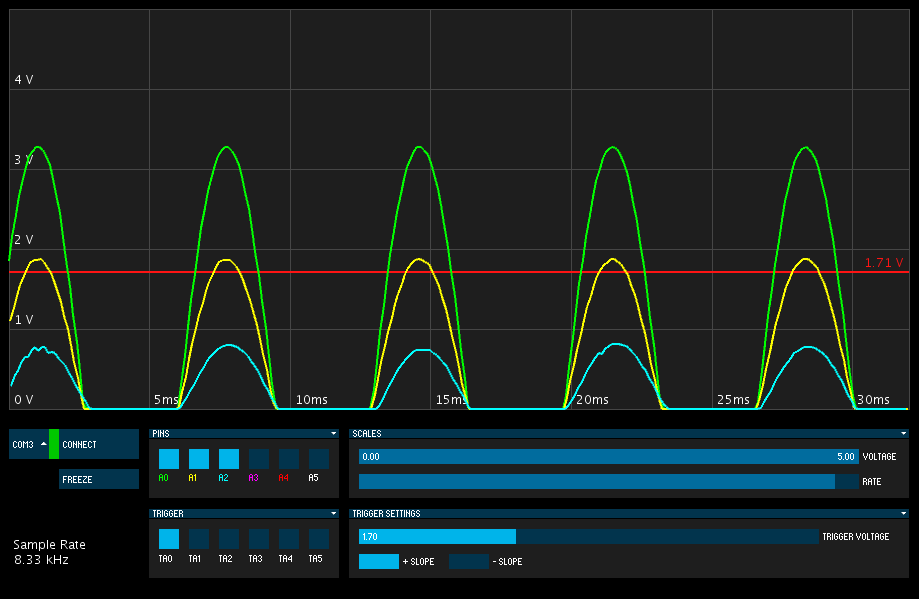 4 V
3 V
2 V
1.71 V
1 V
0 V 5ms 10ms 15ms 20ms 25ms 30ms
COM3 CONNECT
FREEZE
Sample Rate
8.33 kHz
PINS
A0 A1 A2 A3 A4 A5
TRIGGER
TA0 TA1 TA2 TA3 TA4 TA5
SCALES
0.00 5.00 VOLTAGE
RATE
TRIGGER SETTINGS
1.70 TRIGGER VOLTAGE
+ SLOPE - SLOPE